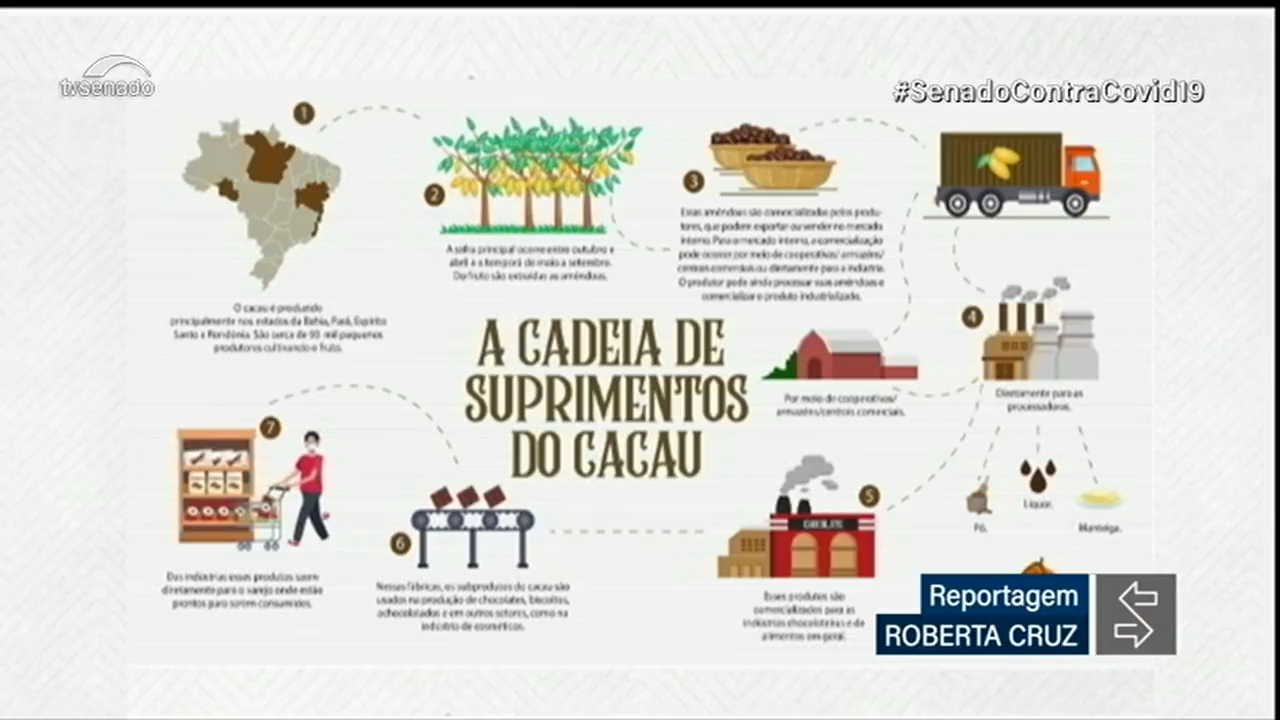 tvsenado
#SenadoContraCovid19
1
O cacau é produzido
principalmente nos estados da Bahia, Pará, Espírito
Santo e Rondônia. São cerca de 93 mil pequenos
produtores cultivando o fruto.
2
A safra principal ocorre entre outubro e
abril e a temporã de maio a setembro.
Do fruto são extraídas as amêndoas.
3
Essas amêndoas são comercializadas pelos produ-
tores, que podem exportar ou vender no mercado
interno. Para o mercado interno, a comercialização
pode ocorrer por meio de cooperativas/ armazéns/
centrais comerciais ou diretamente para a indústria.
O produtor pode ainda processar suas amêndoas e
comercializar o produto industrializado.
A CADEIA DE
SUPRIMENTOS
DO CACAU
Por meio de cooperativas/
armazéns/centrais comerciais.
4
Diretamente para as
processadoras.
Pó.
Liquor.
Manteiga.
5
CHOCOLATE
Esses produtos são
comercializados para as
indústrias chocolateiras e de
alimentos em geral.
6
Nessas fábricas, os subprodutos do cacau são
usados na produção de chocolates, biscoitos,
achocolatados e em outros setores, como na
indústria de cosméticos.
7
Das indústrias esses produtos saem
diretamente para o varejo onde estão
prontos para serem consumidos.
Reportagem
ROBERTA CRUZ